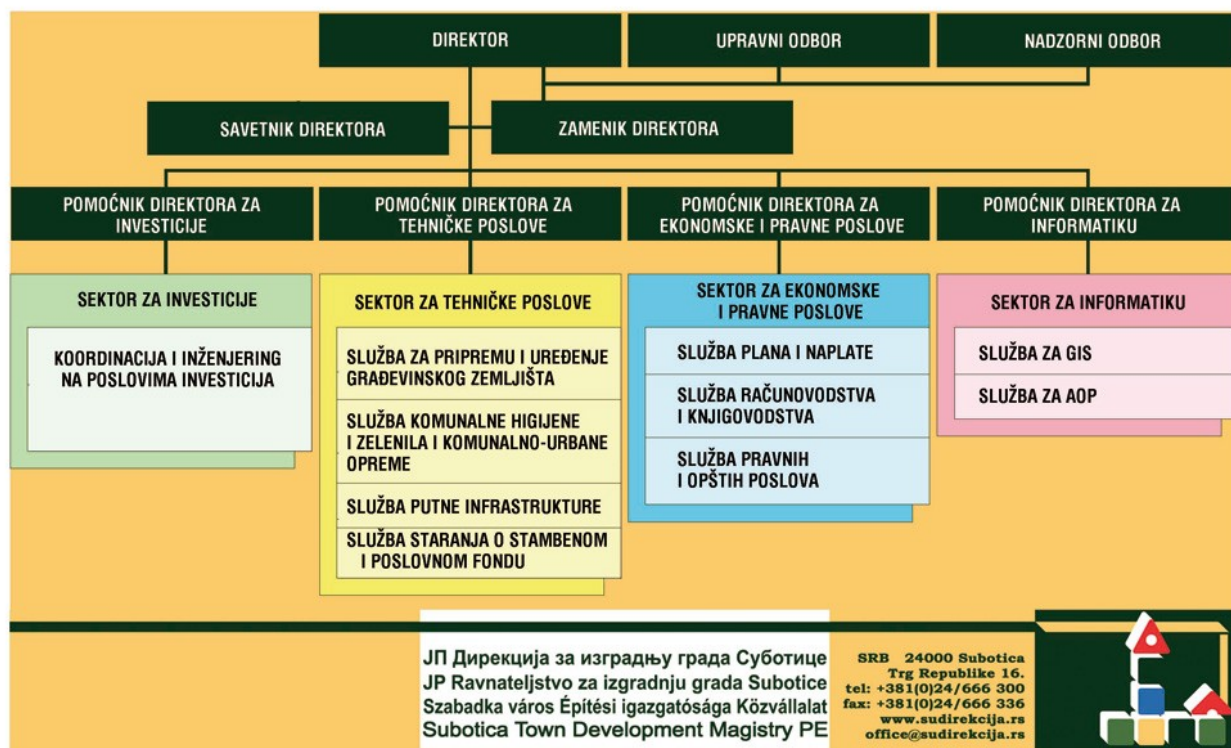 DIREKTOR
UPRAVNI ODBOR
NADZORNI ODBOR
SAVETNIK DIREKTORA
ZAMENIK DIREKTORA
POMOĆNIK DIREKTORA ZA
INVESTICIJE
POMOĆNIK DIREKTORA ZA
TEHNIČKE POSLOVE
POMOĆNIK DIREKTORA ZA
EKONOMSKE I PRAVNE POSLOVE
POMOĆNIK DIREKTORA ZA
INFORMATIKU
SEKTOR ZA INVESTICIJE
KOORDINACIJA I INŽENJERING
NA POSLOVIMA INVESTICIJA
SEKTOR ZA TEHNIČKE POSLOVE
SLUŽBA ZA PRIPREMU I UREĐENJE
GRAĐEVINSKOG ZEMLJIŠTA
SLUŽBA KOMUNALNE HIGIJENE
I ZELENILA I KOMUNALNO-URBANE
OPREME
SLUŽBA PUTNE INFRASTRUKTURE
SLUŽBA STARANJA O STAMBENOM
I POSLOVNOM FONDU
SEKTOR ZA EKONOMSKE
I PRAVNE POSLOVE
SLUŽBA PLANA I NAPLATE
SLUŽBA RAČUNOVODSTVA
I KNJIGOVODSTVA
SLUŽBA PRAVNIH
I OPŠTIH POSLOVA
SEKTOR ZA INFORMATIKU
SLUŽBA ZA GIS
SLUŽBA ZA AOP
ЈП Дирекција за изградњу града Суботице
JP Ravnateljstvo za izgradnju grada Subotice
Szabadka város Építési igazgatósága Közvállalat
Subotica Town Development Magistry PE
SRB 24000 Subotica
Trg Republike 16.
tel: +381(0)24/666 300
fax: +381(0)24/666 336
www.sudirekcija.rs
office@sudirekcija.rs